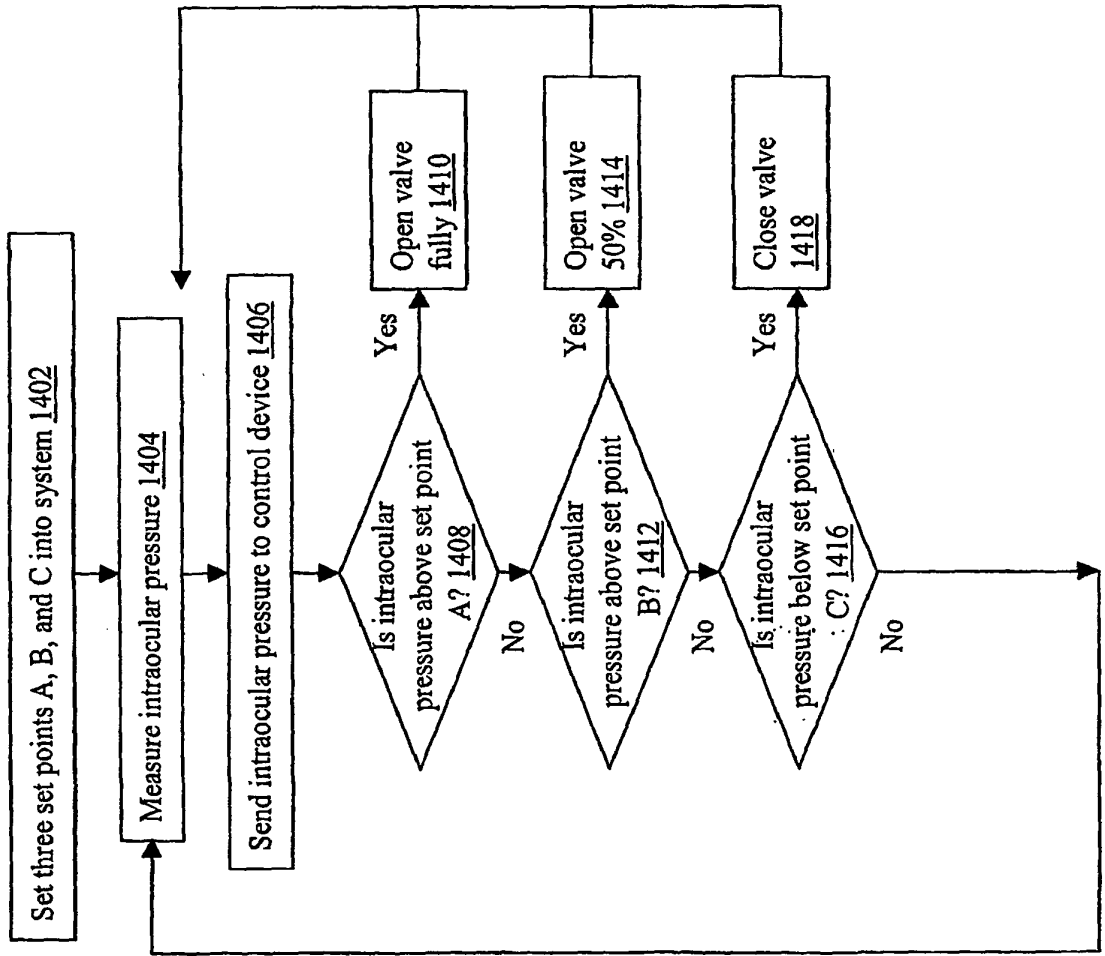 Set three set points A, B, and C into system 1402
Measure intraocular pressure 1404
Send intraocular pressure to control device 1406
Is intraocular
pressure above set point
A? 1408
Yes
Open valve
fully 1410
No
Is intraocular
pressure above set point
B? 1412
Yes
Open valve
50% 1414
No
Is intraocular
pressure below set point
C? 1416
Yes
Close valve
1418
No